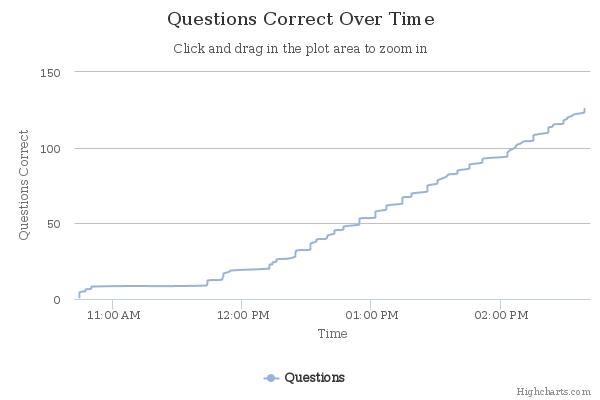 Questions Correct Over Time
Click and drag in the plot area to zoom in
Questions Correct
150
100
50
0
11:00 AM
12:00 PM
01:00 PM
02:00 PM
Time
Questions
Highcharts.com